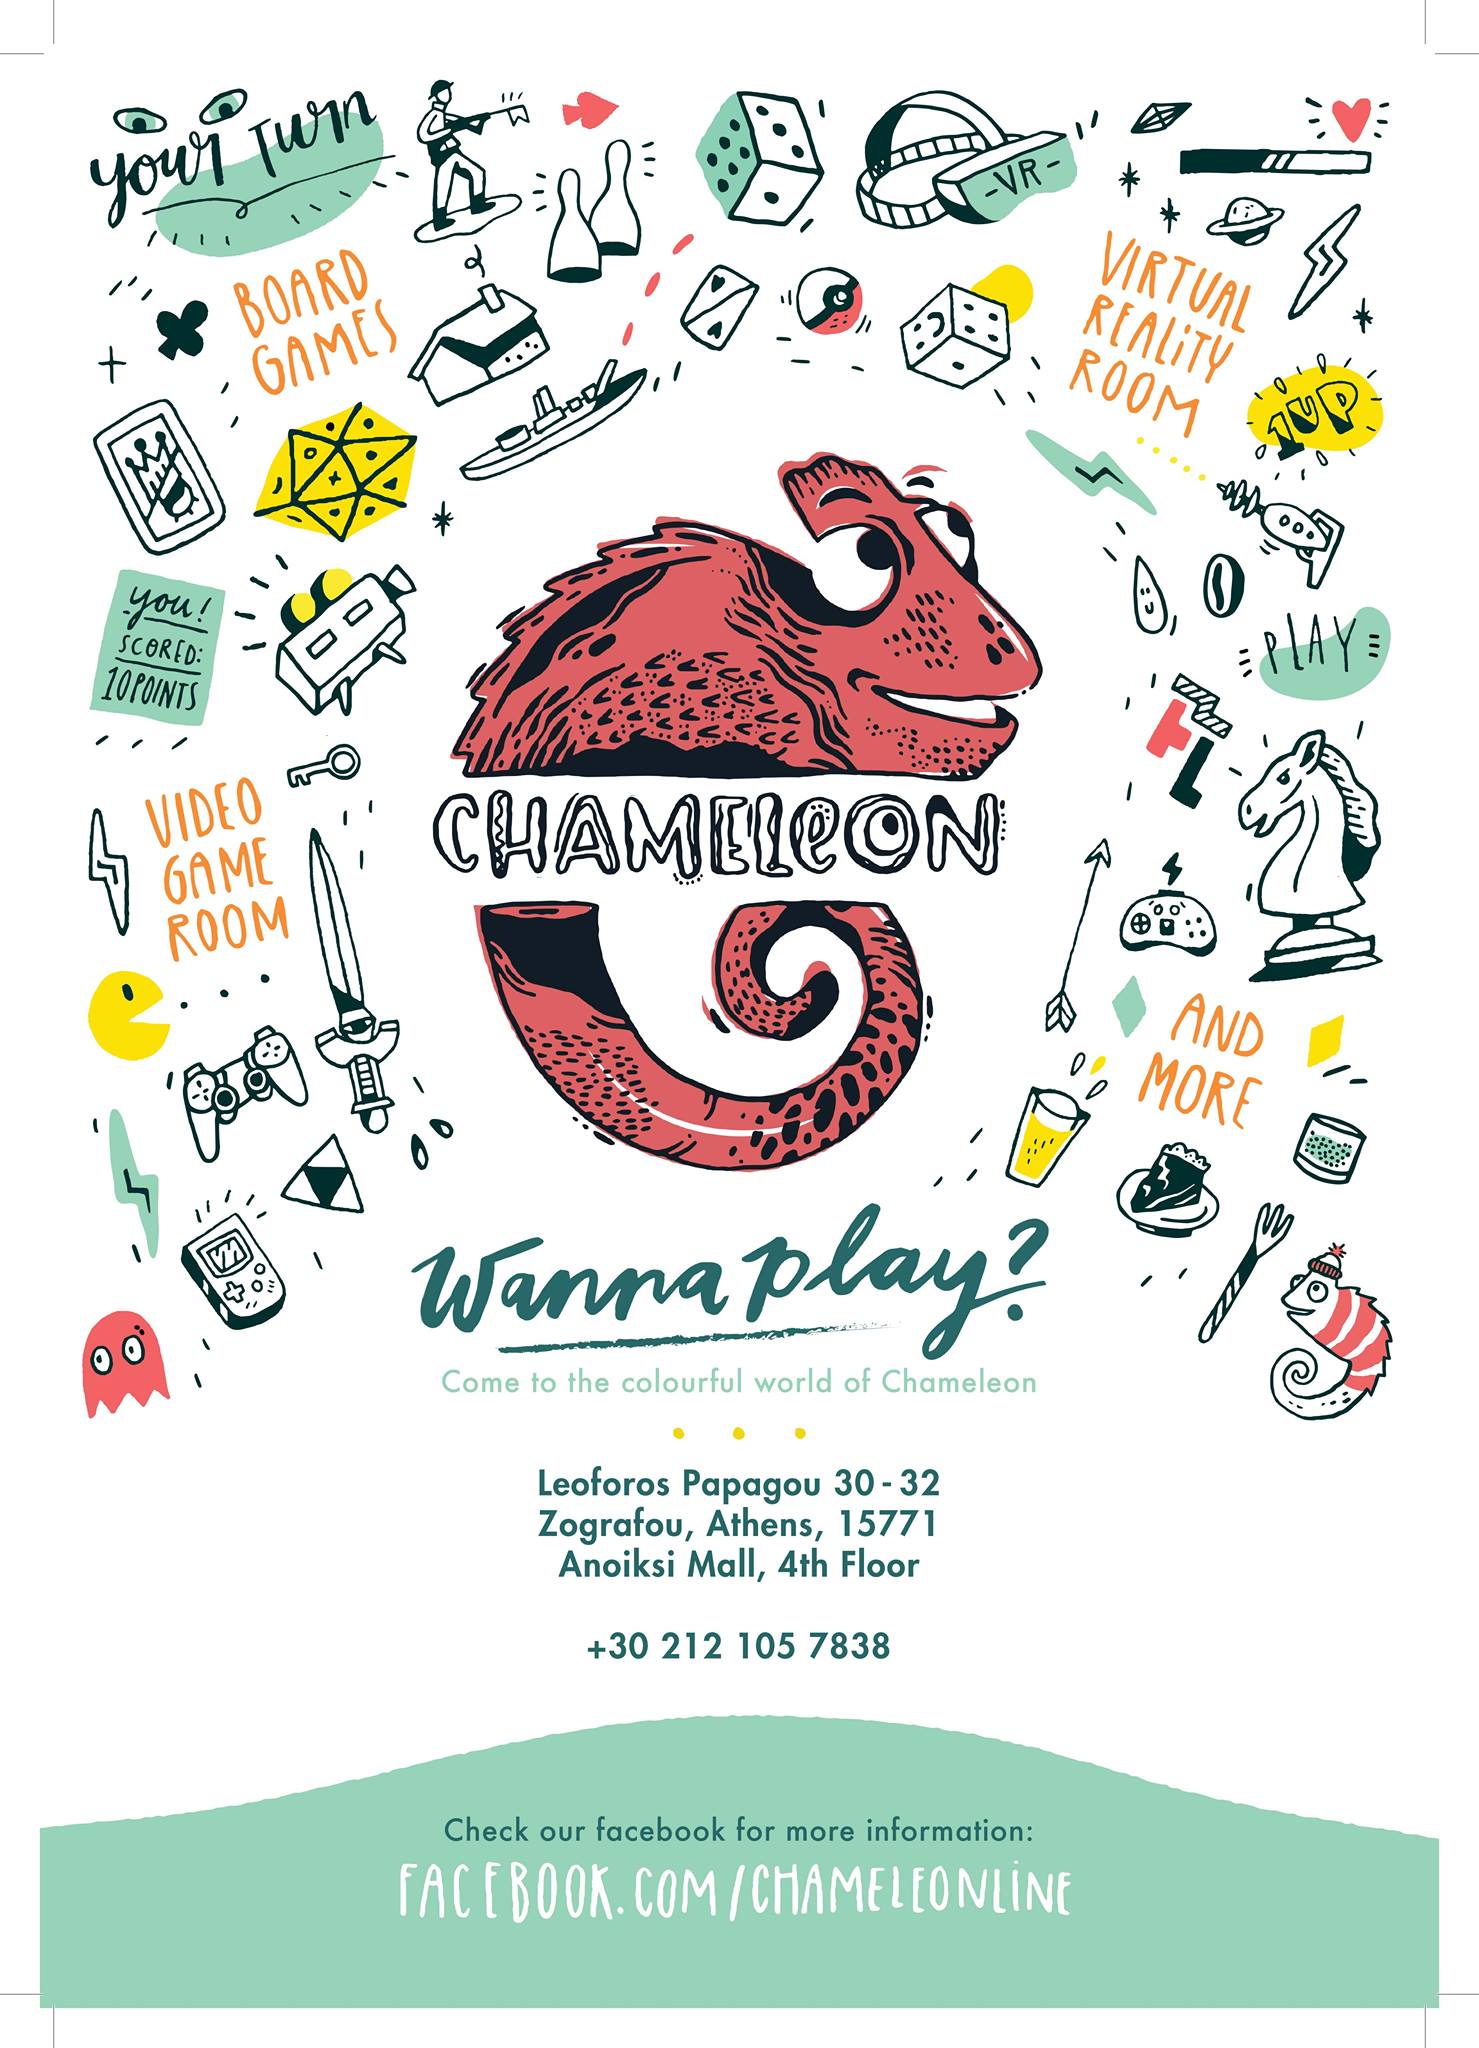 your turn
BOARD
GAMES
-VR-
VIRTUAL
REALITY
ROOM
1UP
you!
SCORED:
10 POINTS
PLAY
CHAMELEON
VIDEO
GAME
ROOM
AND
MORE
Wanna play?
Come to the colourful world of Chameleon
Leoforos Papagou 30 - 32
Zografou, Athens, 15771
Anoiksi Mall, 4th Floor
+30 212 105 7838
Check our facebook for more information:
FACEBOOK.COM/CHAMELEONLINE